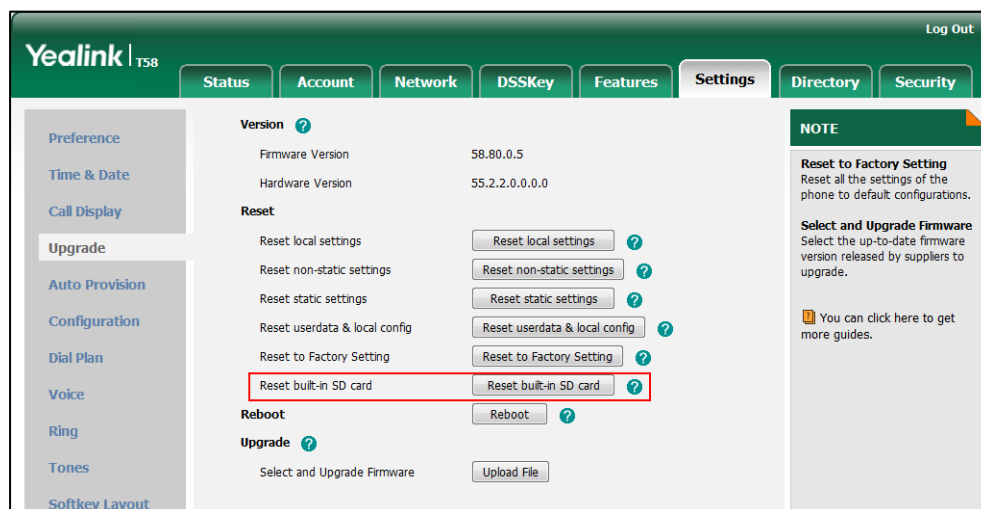 Log Out
Yealink | T58
Status Account Network DSSKey Features Settings Directory Security
Preference
Time & Date
Call Display
Upgrade
Auto Provision
Configuration
Dial Plan
Voice
Ring
Tones
Softkey Layout
Version ?
Firmware Version 58.80.0.5
Hardware Version 55.2.2.0.0.0.0
Reset
Reset local settings Reset local settings ?
Reset non-static settings Reset non-static settings ?
Reset static settings Reset static settings ?
Reset userdata & local config Reset userdata & local config ?
Reset to Factory Setting Reset to Factory Setting ?
Reset built-in SD card Reset built-in SD card ?
Reboot Reboot ?
Upgrade ?
Select and Upgrade Firmware Upload File
NOTE
Reset to Factory Setting
Reset all the settings of the
phone to default configurations.
Select and Upgrade Firmware
Select the up-to-date firmware
version released by suppliers to
upgrade.
? You can click here to get
more guides.